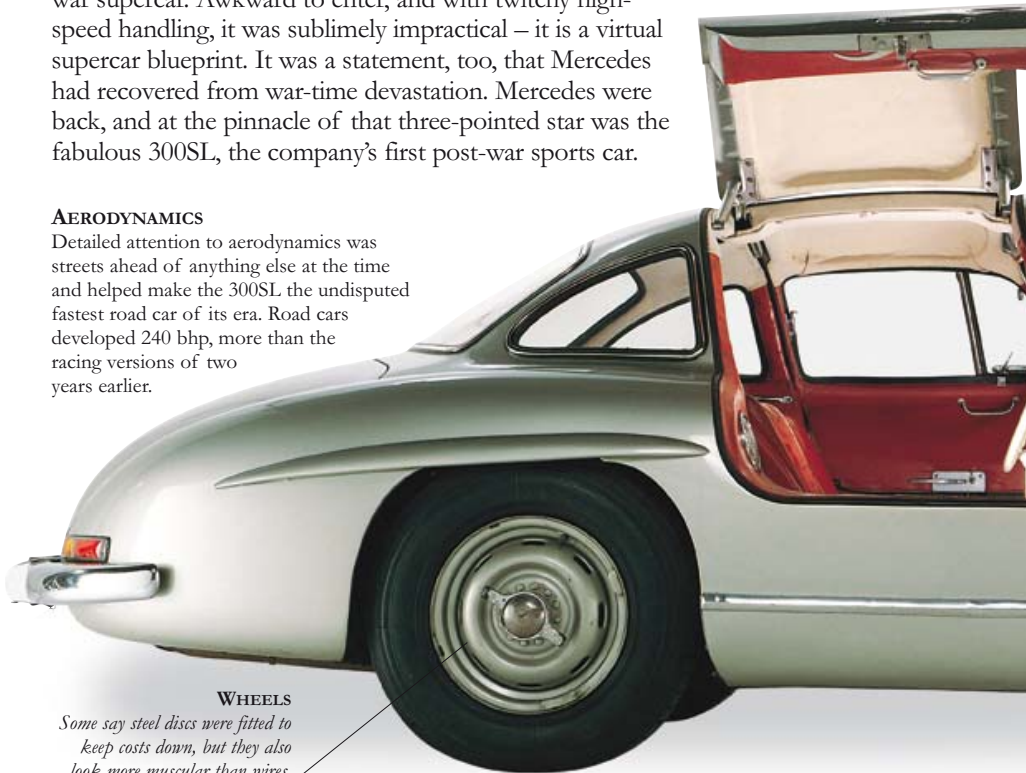 war supercar. Awkward to enter, and with twitchy high-
speed handling, it was sublimely impractical – it is a virtual
supercar blueprint. It was a statement, too, that Mercedes
had recovered from war-time devastation. Mercedes were
back, and at the pinnacle of that three-pointed star was the
fabulous 300SL, the company’s first post-war sports car.
AERODYNAMICS
Detailed attention to aerodynamics was
streets ahead of anything else at the time
and helped make the 300SL the undisputed
fastest road car of its era. Road cars
developed 240 bhp, more than the
racing versions of two
years earlier.
WHEELS
Some say steel discs were fitted to
keep costs down, but they also
look more muscular than wires.